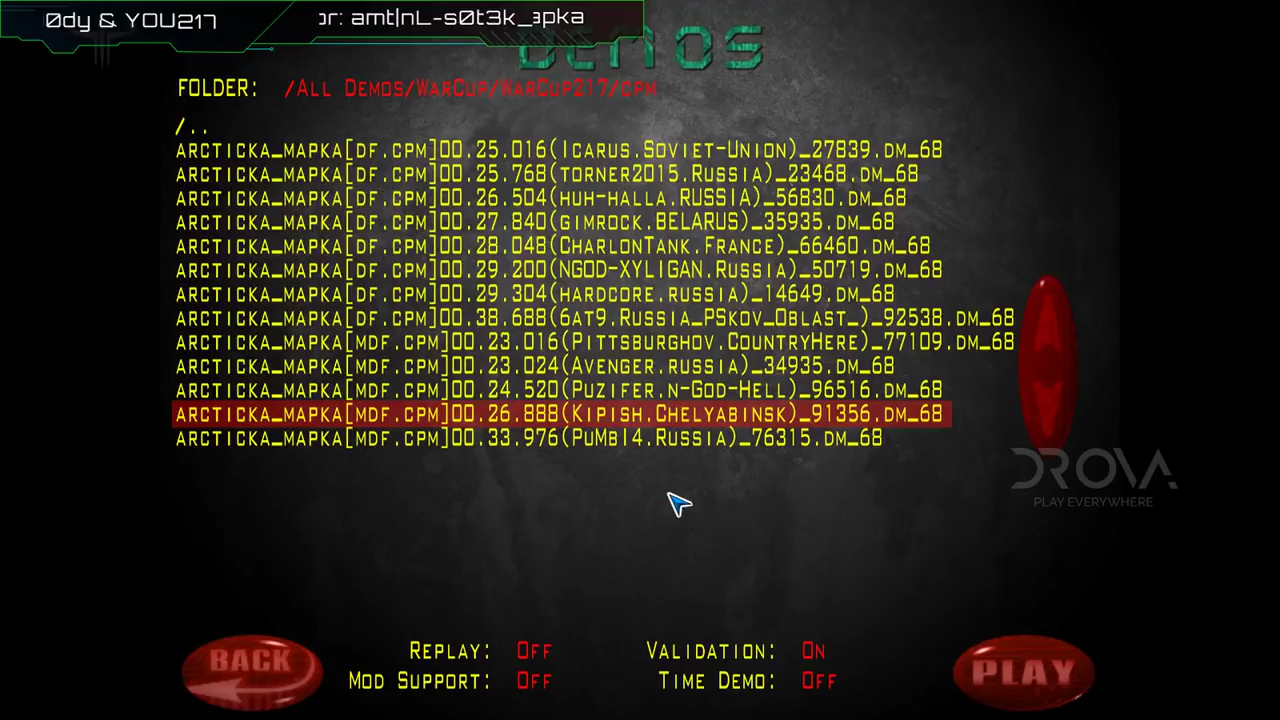 0dy & YOU217
or: amt|nL-s0t3k_apka
DEMOS
FOLDER: /All Demos/WarCup/WarCup217/cpm
/..
ARCTICKA_MAPKA[DF.CPM]00.25.016(Icarus.Soviet-Union)_27839.DM_68
ARCTICKA_MAPKA[DF.CPM]00.25.768(torner2015.Russia)_23468.DM_68
ARCTICKA_MAPKA[DF.CPM]00.26.504(huh-halla.RUSSIA)_56830.DM_68
ARCTICKA_MAPKA[DF.CPM]00.27.840(gimrock.BELARUS)_35935.DM_68
ARCTICKA_MAPKA[DF.CPM]00.28.048(CharlonTank.France)_66460.DM_68
ARCTICKA_MAPKA[DF.CPM]00.29.200(NGOD-XYLIGAN.Russia)_50719.DM_68
ARCTICKA_MAPKA[DF.CPM]00.29.304(hardcore.russia)_14649.DM_68
ARCTICKA_MAPKA[DF.CPM]00.38.688(6at9.Russia_PSkov_Oblast_)_92538.DM_68
ARCTICKA_MAPKA[MDF.CPM]00.23.016(Pittsburghov.CountryHere)_77109.DM_68
ARCTICKA_MAPKA[MDF.CPM]00.23.024(Avenger.russia)_34935.DM_68
ARCTICKA_MAPKA[MDF.CPM]00.24.520(Puzifer.n-God-Hell)_96516.DM_68
ARCTICKA_MAPKA[MDF.CPM]00.26.888(Kipish.Chelyabinsk)_91356.DM_68
ARCTICKA_MAPKA[MDF.CPM]00.33.976(PuMbI4.Russia)_76315.DM_68
DROVA
PLAY EVERYWHERE
Replay: Off
Validation: On
Mod Support: Off
Time Demo: Off
BACK
PLAY